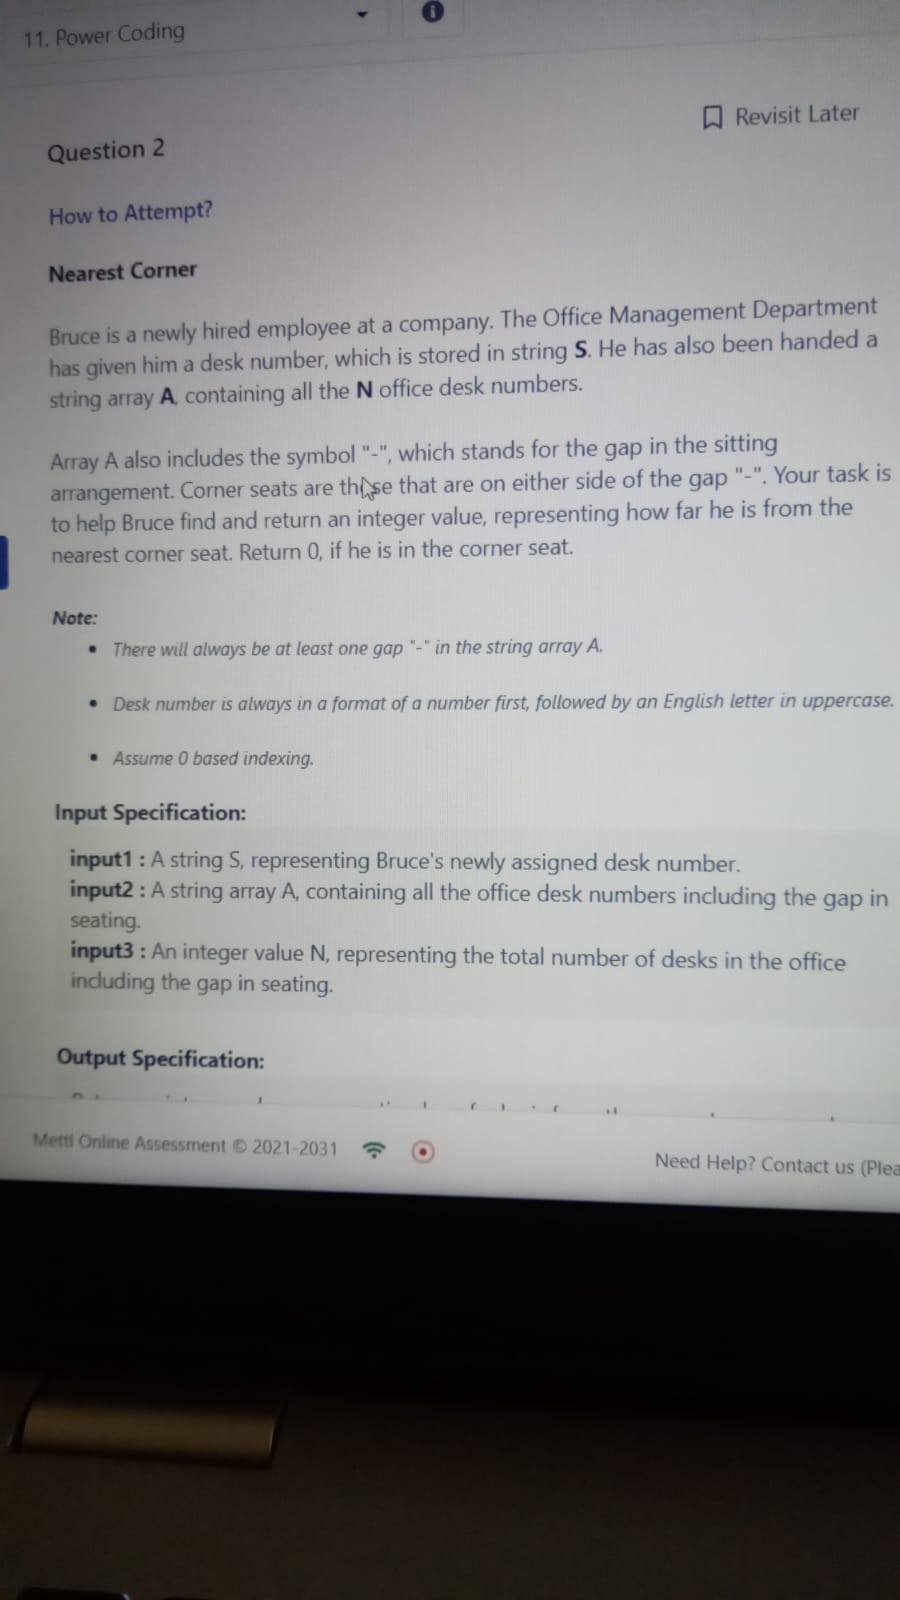 11. Power Coding
Revisit Later
Question 2
How to Attempt?
Nearest Corner
Bruce is a newly hired employee at a company. The Office Management Department
has given him a desk number, which is stored in string S. He has also been handed a
string array A, containing all the N office desk numbers.
Array A also includes the symbol "-", which stands for the gap in the sitting
arrangement. Corner seats are those that are on either side of the gap "-". Your task is
to help Bruce find and return an integer value, representing how far he is from the
nearest corner seat. Return 0, if he is in the corner seat.
Note:
• There will always be at least one gap "-" in the string array A.
• Desk number is always in a format of a number first, followed by an English letter in uppercase.
• Assume 0 based indexing.
Input Specification:
input1 : A string S, representing Bruce's newly assigned desk number.
input2 : A string array A, containing all the office desk numbers including the gap in
seating.
input3 : An integer value N, representing the total number of desks in the office
including the gap in seating.
Output Specification:
Mettl Online Assessment © 2021-2031
Need Help? Contact us (Plea